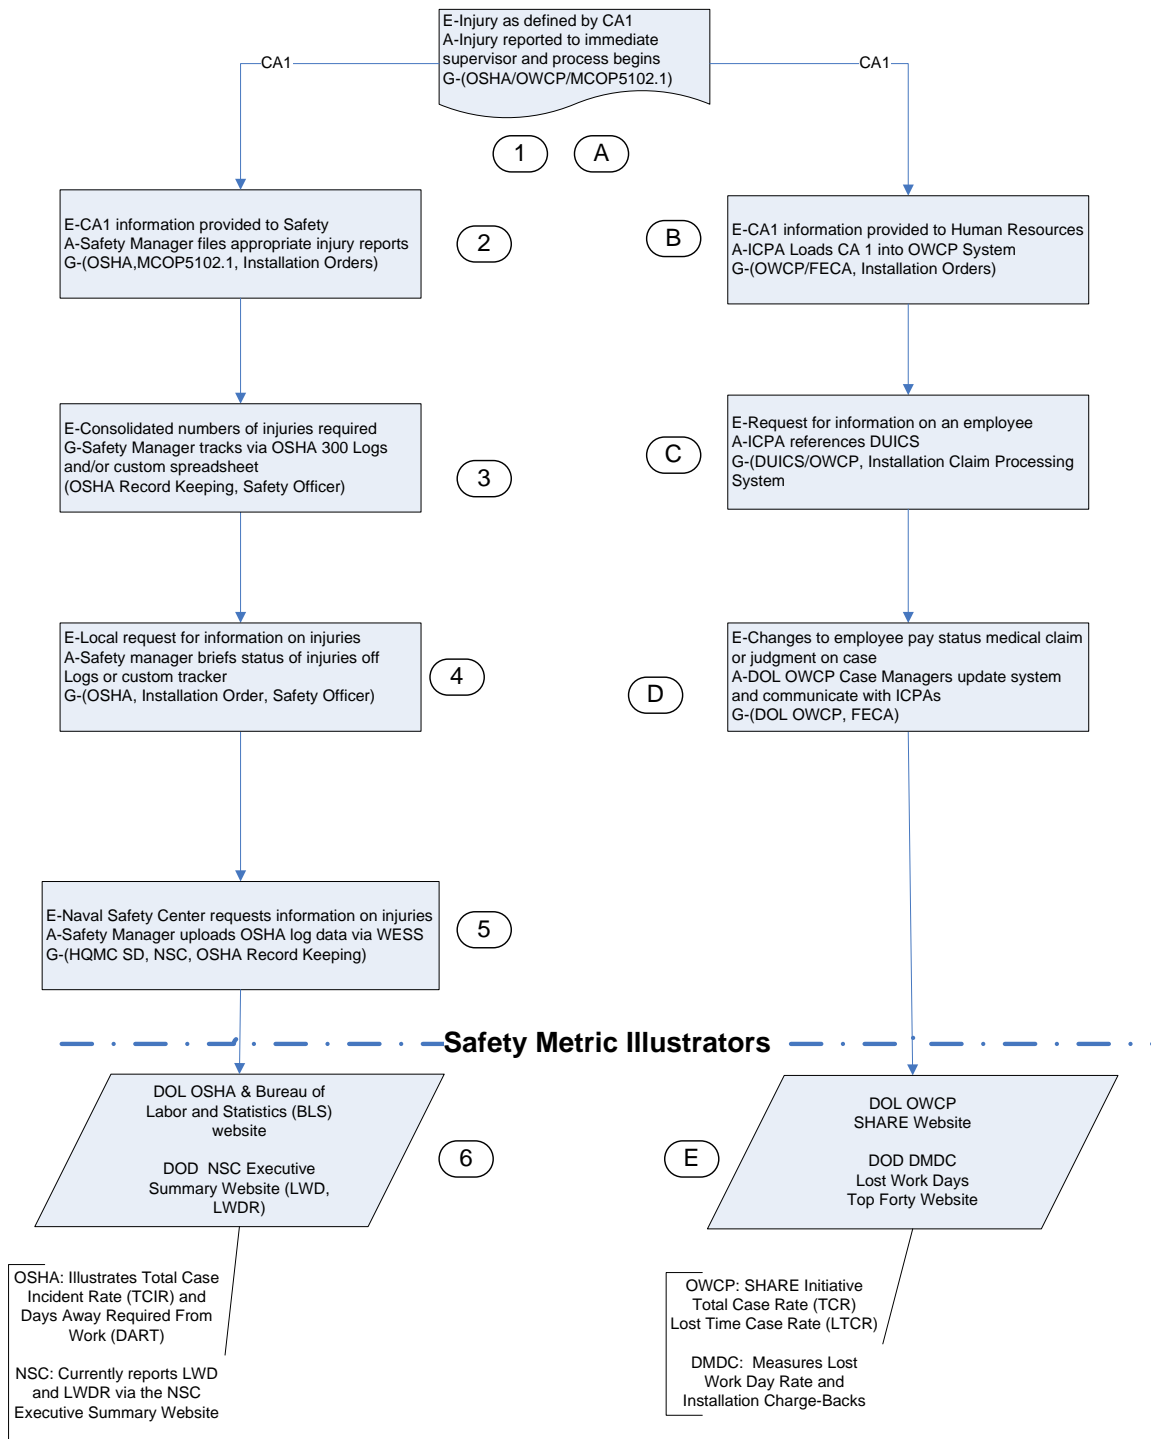 E-Injury as defined by CA1
A-Injury reported to immediate
supervisor and process begins
G-(OSHA/OWCP/MCOP5102.1)
CA1
CA1
1
A
E-CA1 information provided to Safety
A-Safety Manager files appropriate injury reports
G-(OSHA,MCOP5102.1, Installation Orders)
2
B
E-CA1 information provided to Human Resources
A-ICPA Loads CA 1 into OWCP System
G-(OWCP/FECA, Installation Orders)
E-Consolidated numbers of injuries required
G-Safety Manager tracks via OSHA 300 Logs
and/or custom spreadsheet
(OSHA Record Keeping, Safety Officer)
3
C
E-Request for information on an employee
A-ICPA references DUICS
G-(DUICS/OWCP, Installation Claim Processing
System
E-Local request for information on injuries
A-Safety manager briefs status of injuries off
Logs or custom tracker
G-(OSHA, Installation Order, Safety Officer)
4
D
E-Changes to employee pay status medical claim
or judgment on case
A-DOL OWCP Case Managers update system
and communicate with ICPAs
G-(DOL OWCP, FECA)
E-Naval Safety Center requests information on injuries
A-Safety Manager uploads OSHA log data via WESS
G-(HQMC SD, NSC, OSHA Record Keeping)
5
Safety Metric Illustrators
DOL OSHA & Bureau of
Labor and Statistics (BLS)
website
DOD NSC Executive
Summary Website (LWD,
LWDR)
6
E
DOL OWCP
SHARE Website
DOD DMDC
Lost Work Days
Top Forty Website
OSHA: Illustrates Total Case
Incident Rate (TCIR) and
Days Away Required From
Work (DART)
NSC: Currently reports LWD
and LWDR via the NSC
Executive Summary Website
OWCP: SHARE Initiative
Total Case Rate (TCR)
Lost Time Case Rate (LTCR)
DMDC: Measures Lost
Work Day Rate and
Installation Charge-Backs